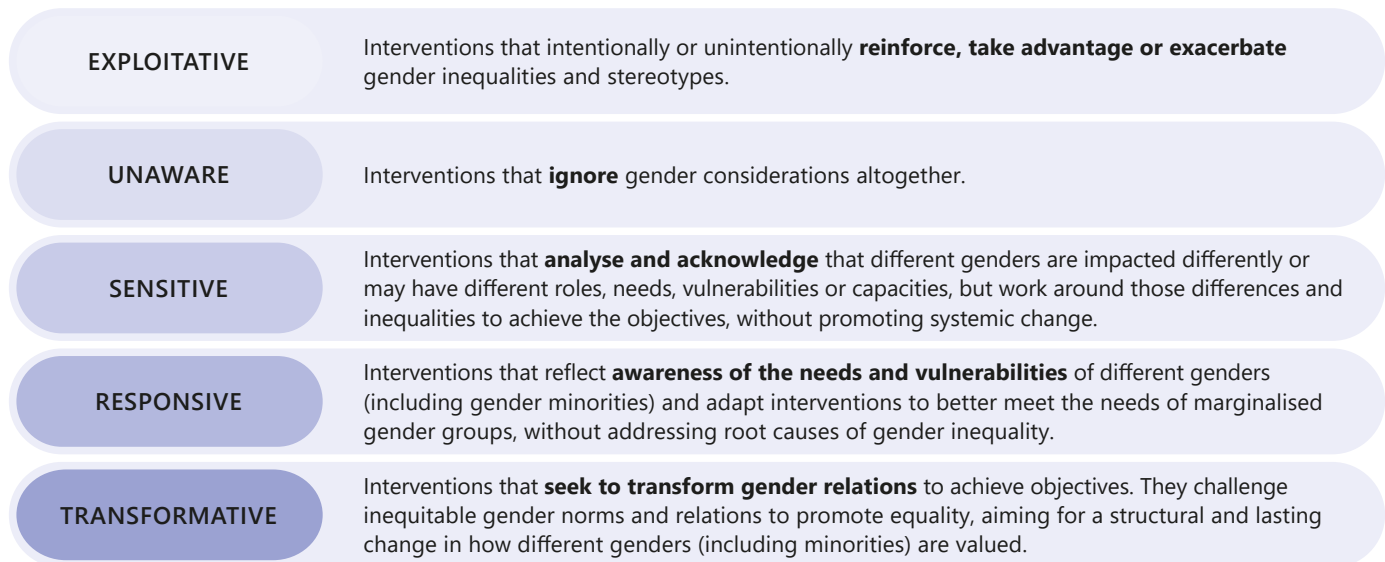 EXPLOITATIVE
Interventions that intentionally or unintentionally reinforce, take advantage or exacerbate
gender inequalities and stereotypes.
UNAWARE
Interventions that ignore gender considerations altogether.
SENSITIVE
Interventions that analyse and acknowledge that different genders are impacted differently or
may have different roles, needs, vulnerabilities or capacities, but work around those differences and
inequalities to achieve the objectives, without promoting systemic change.
RESPONSIVE
Interventions that reflect awareness of the needs and vulnerabilities of different genders
(including gender minorities) and adapt interventions to better meet the needs of marginalised
gender groups, without addressing root causes of gender inequality.
TRANSFORMATIVE
Interventions that seek to transform gender relations to achieve objectives. They challenge
inequitable gender norms and relations to promote equality, aiming for a structural and lasting
change in how different genders (including minorities) are valued.